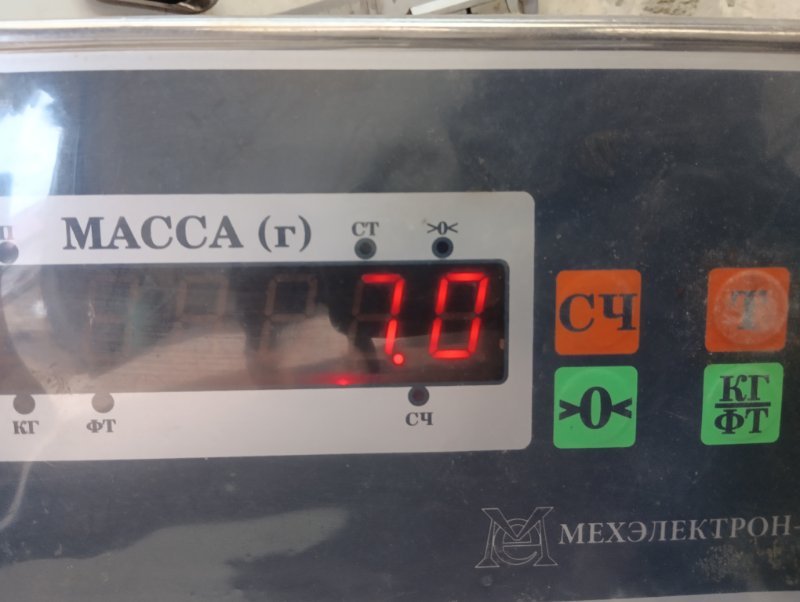 П
МАССА (г)
СТ
>0<
7.0
КГ
ФТ
СЧ
СЧ
Т
>0<
КГ
ФТ
МЕХЭЛЕКТРОН-